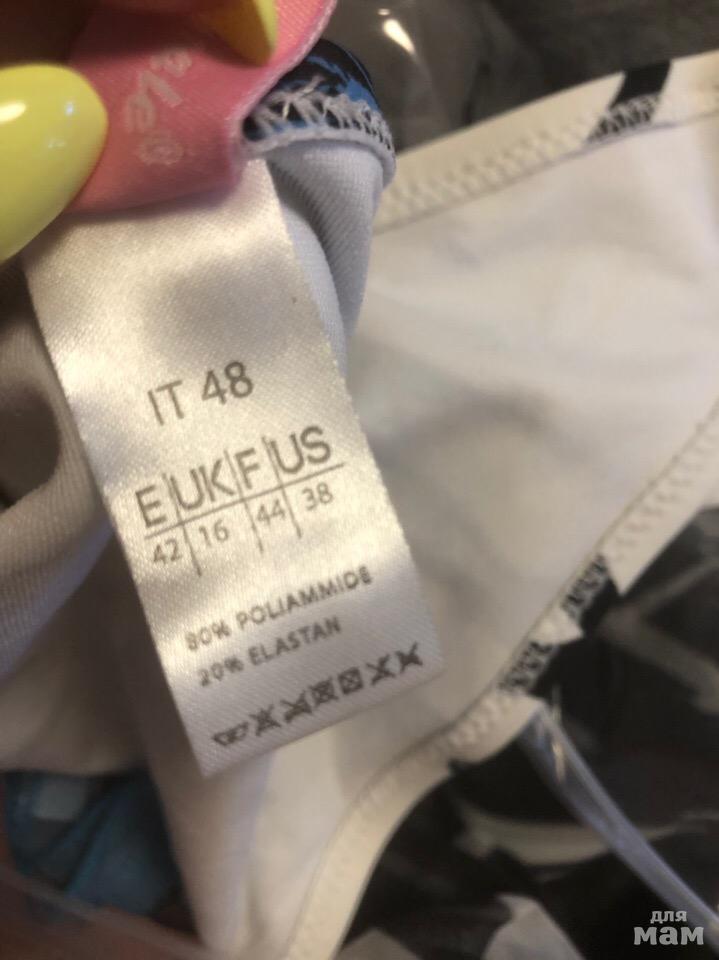 IT 48
E UK F US
42 16 44 38
80% POLIAMMIDE
20% ELASTAN
для
мам